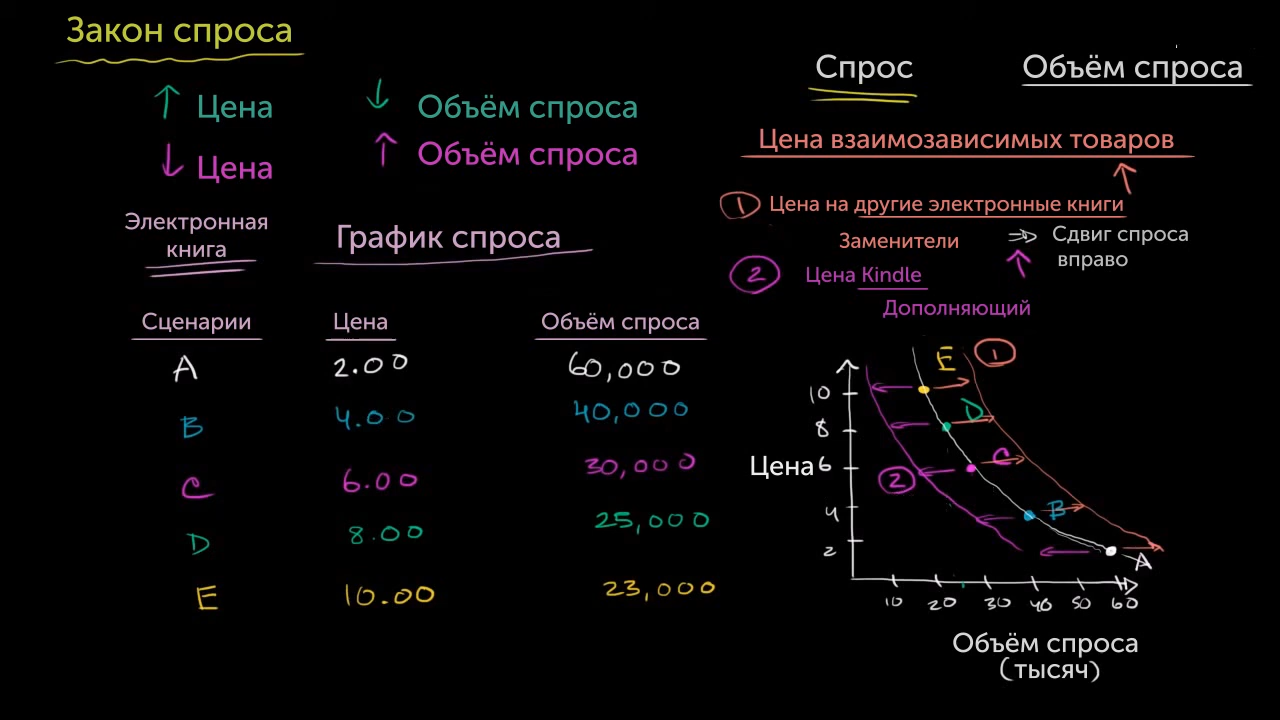 Закон спроса
Цена
Объём спроса
Цена
Объём спроса
Электронная
книга
График спроса
Сценарии Цена Объём спроса
A 2.00 60,000
B 4.00 40,000
C 6.00 30,000
D 8.00 25,000
E 10.00 23,000
Спрос
Объём спроса
Цена взаимозависимых товаров
1 Цена на другие электронные книги
Заменители
Сдвиг спроса
вправо
2 Цена Kindle
Дополняющий
E
1
10
D
8
Цена
6
C
2
4
B
2
A
10 20 30 40 50 60
Объём спроса
(тысяч)